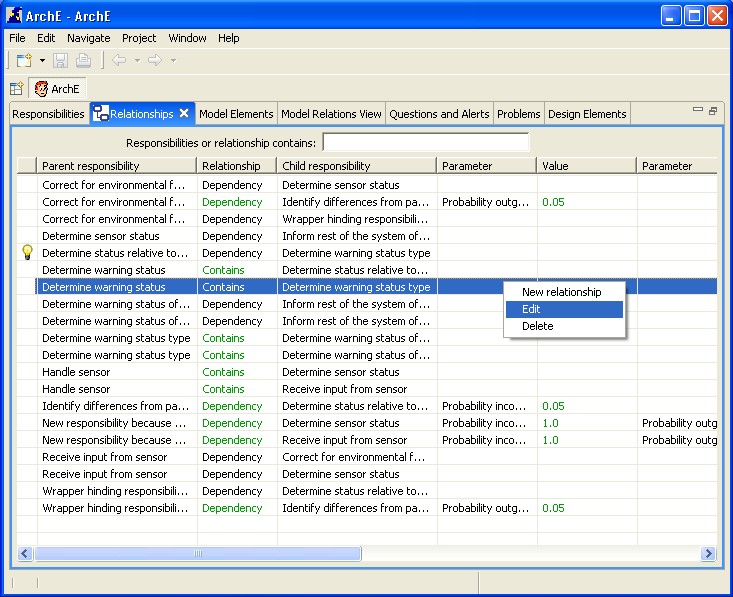 ArchE - ArchE
File Edit Navigate Project Window Help
ArchE
Responsibilities Relationships Model Elements Model Relations View Questions and Alerts Problems Design Elements
Responsibilities or relationship contains:
Parent responsibility Relationship Child responsibility Parameter Value Parameter
Correct for environmental f... Dependency Determine sensor status
Correct for environmental f... Dependency Identify differences from pa... Probability outg... 0.05
Correct for environmental f... Dependency Wrapper hinding responsibili...
Determine sensor status Dependency Inform rest of the system of...
Determine status relative to... Dependency Determine warning status type
Determine warning status Contains Determine status relative to...
Determine warning status Contains Determine warning status type
New relationship
Determine warning status of... Dependency Inform rest of the system of...
Edit
Determine warning status of... Dependency Inform rest of the system of...
Delete
Determine warning status type Contains Determine warning status of...
Determine warning status type Contains Determine warning status of...
Handle sensor Contains Determine sensor status
Handle sensor Contains Receive input from sensor
Identify differences from pa... Dependency Determine status relative to... Probability inco... 0.05
New responsibility because ... Dependency Determine sensor status Probability inco... 1.0 Probability outg
New responsibility because ... Dependency Receive input from sensor Probability inco... 1.0 Probability outg
Receive input from sensor Dependency Correct for environmental f...
Receive input from sensor Dependency Determine sensor status
Wrapper hinding responsibili... Dependency Determine status relative to...
Wrapper hinding responsibili... Dependency Identify differences from pa... Probability outg... 0.05